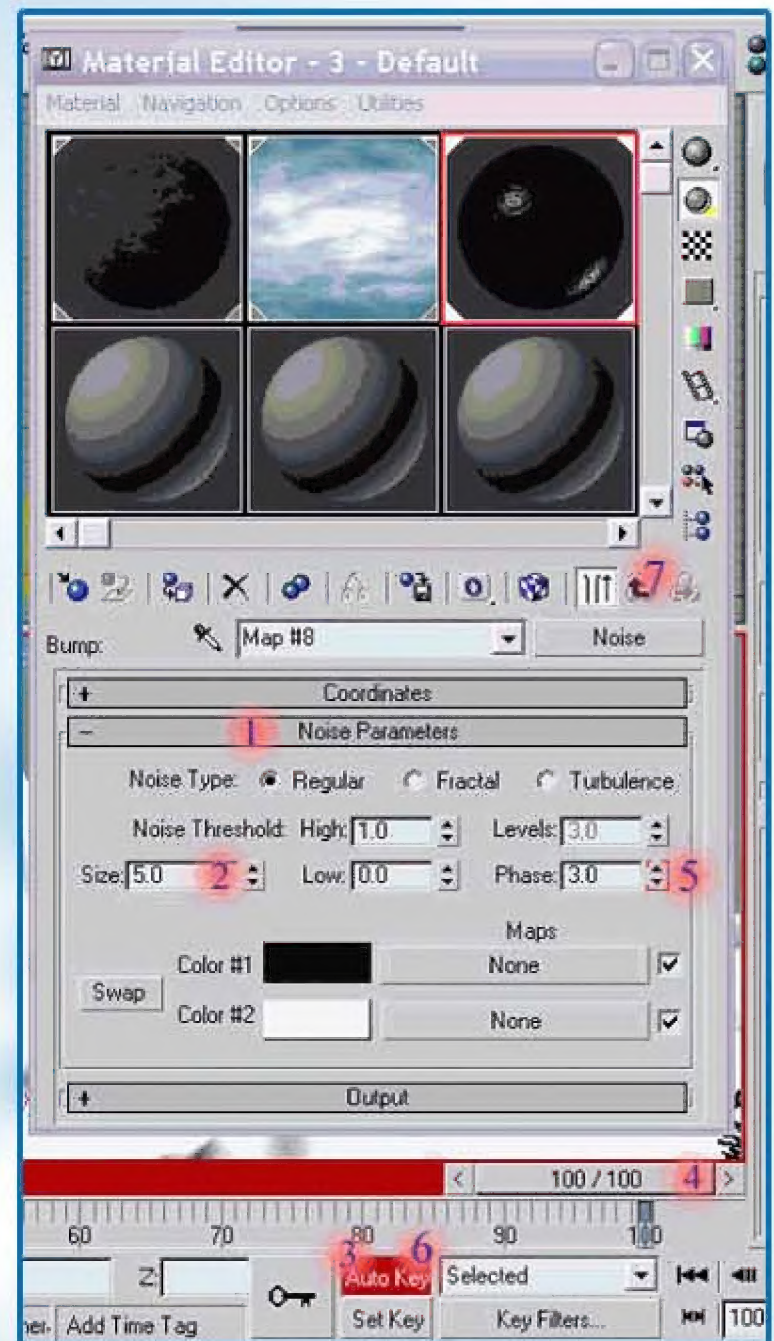 Material Editor - 3 - Default
Material Navigation Options Utilities
7
Bump: Map #8 Noise
+ Coordinates
- 1 Noise Parameters
Noise Type: Regular Fractal Turbulence
Noise Threshold: High: 1.0 Levels: 3.0
Size: 5.0 2 Low: 0.0 Phase: 3.0 5
Maps
Color #1 None
Swap
Color #2 None
+ Output
< 100 / 100 4 >
60 70 80 90 100
3 6
Z: Auto Key Selected
Add Time Tag Set Key Key Filters... 100